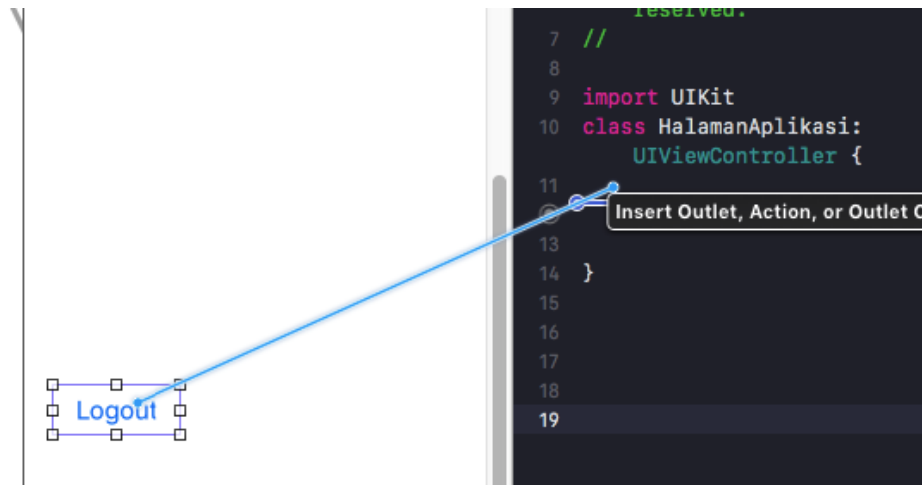 reserved.
7 //
8
9 import UIKit
10 class HalamanAplikasi:
UIViewController {
11
Insert Outlet, Action, or Outlet C
13
14 }
15
16
17
18
Logout
19